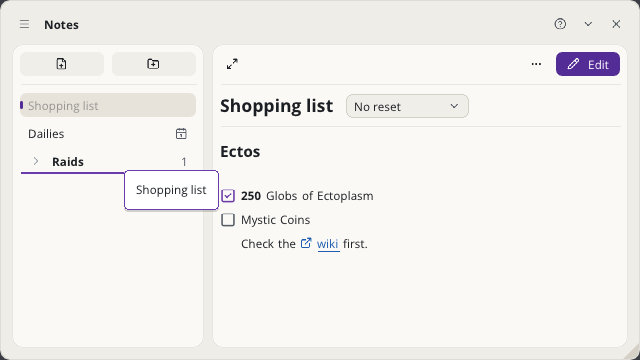 Notes
Shopping list
Dailies
Raids 1
Shopping list
Edit
Shopping list
No reset
Ectos
250 Globs of Ectoplasm
Mystic Coins
Check the wiki first.